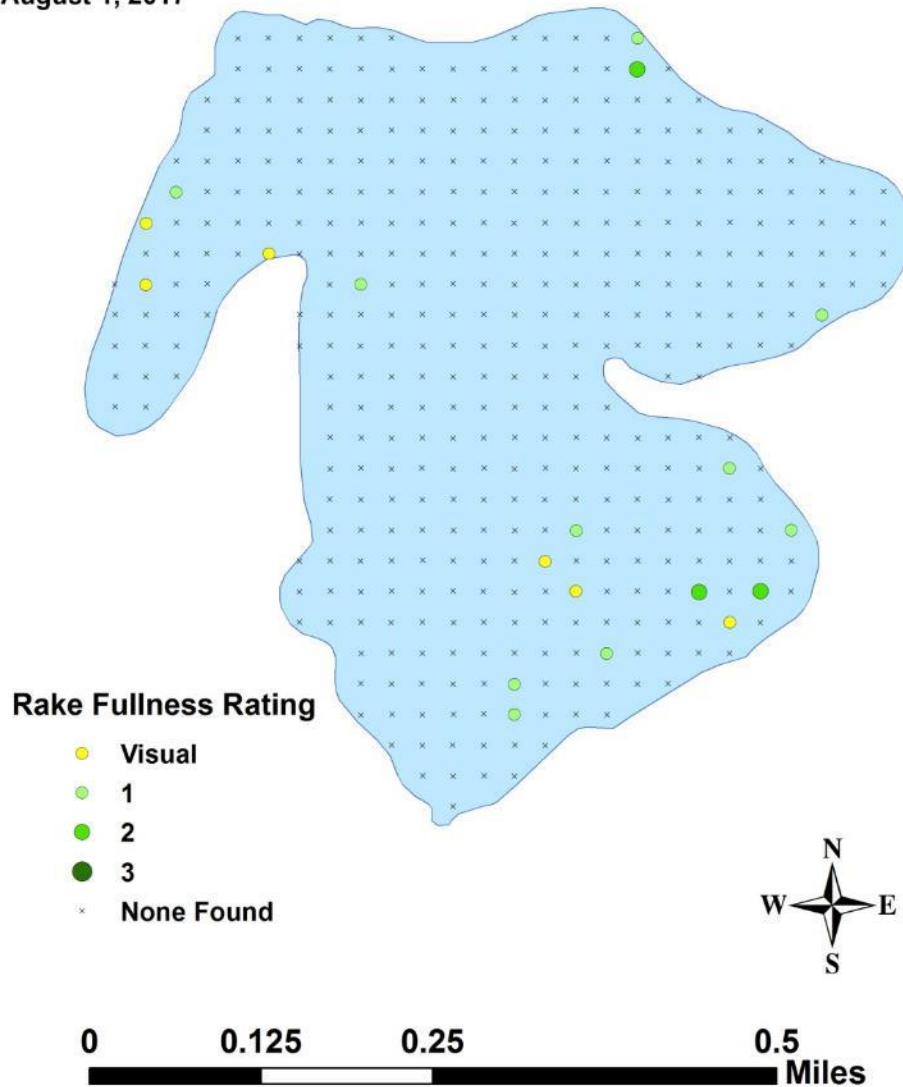 August 1, 2017
Rake Fullness Rating
Visual
1
2
3
None Found
N
W E
S
0 0.125 0.25 0.5
Miles